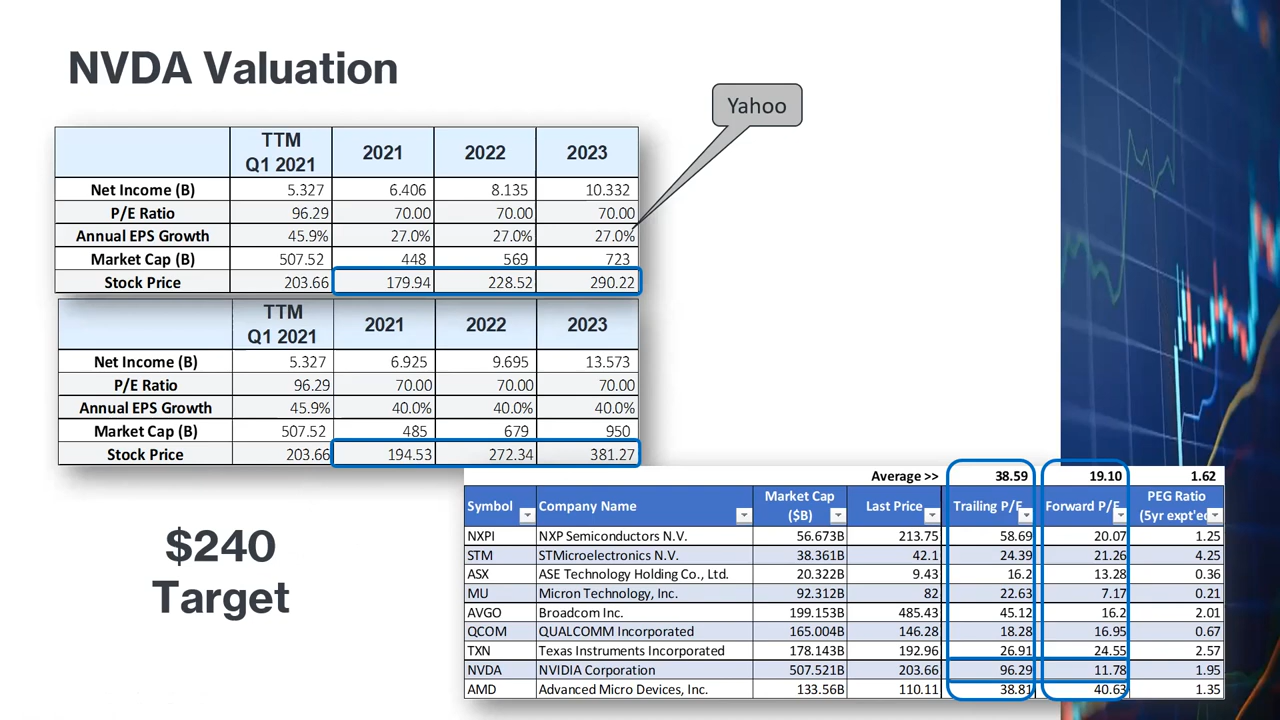 NVDA Valuation
Yahoo
TTM Q1 2021 2021 2022 2023
Net Income (B) 5.327 6.406 8.135 10.332
P/E Ratio 96.29 70.00 70.00 70.00
Annual EPS Growth 45.9% 27.0% 27.0% 27.0%
Market Cap (B) 507.52 448 569 723
Stock Price 203.66 179.94 228.52 290.22
TTM Q1 2021 2021 2022 2023
Net Income (B) 5.327 6.925 9.695 13.573
P/E Ratio 96.29 70.00 70.00 70.00
Annual EPS Growth 45.9% 40.0% 40.0% 40.0%
Market Cap (B) 507.52 485 679 950
Stock Price 203.66 194.53 272.34 381.27
$240
Target
Average >> 38.59 19.10 1.62
Symbol Company Name Market Cap ($B) Last Price Trailing P/E Forward P/E PEG Ratio (5yr expt'ed
NXPI NXP Semiconductors N.V. 56.673B 213.75 58.69 20.07 1.25
STM STMicroelectronics N.V. 38.361B 42.1 24.39 21.26 4.25
ASX ASE Technology Holding Co., Ltd. 20.322B 9.43 16.2 13.28 0.36
MU Micron Technology, Inc. 92.312B 82 22.63 7.17 0.21
AVGO Broadcom Inc. 199.153B 485.43 45.12 16.2 2.01
QCOM QUALCOMM Incorporated 165.004B 146.28 18.28 16.95 0.67
TXN Texas Instruments Incorporated 178.143B 192.96 26.91 24.55 2.57
NVDA NVIDIA Corporation 507.521B 203.66 96.29 11.78 1.95
AMD Advanced Micro Devices, Inc. 133.56B 110.11 38.81 40.63 1.35